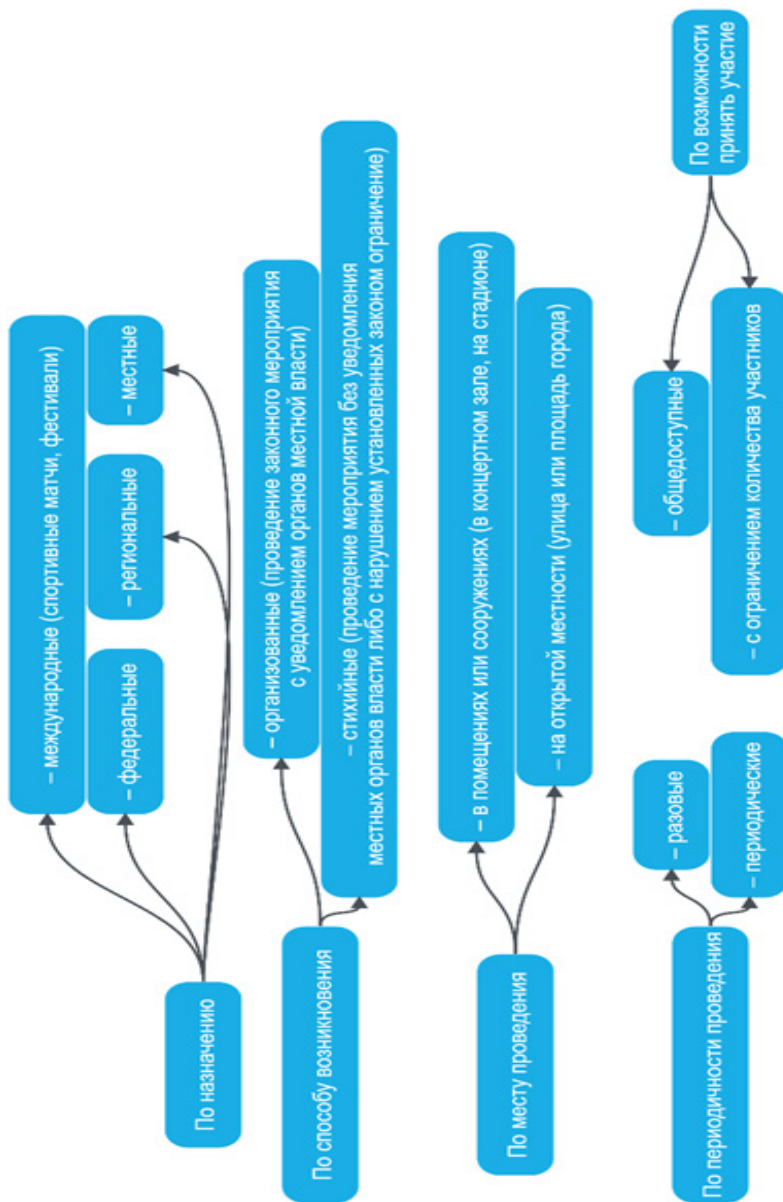 По назначению
– международные (спортивные матчи, фестивали)
– федеральные
– региональные
– местные
По способу возникновения
– организованные (проведение законного мероприятия
с уведомлением органов местной власти)
– стихийные (проведение мероприятия без уведомления
местных органов власти либо с нарушением установленных законом ограничение)
По месту проведения
– в помещениях или сооружениях (в концертном зале, на стадионе)
– на открытой местности (улица или площадь города)
По периодичности проведения
– разовые
– периодические
По возможности
принять участие
– общедоступные
– с ограничением количества участников